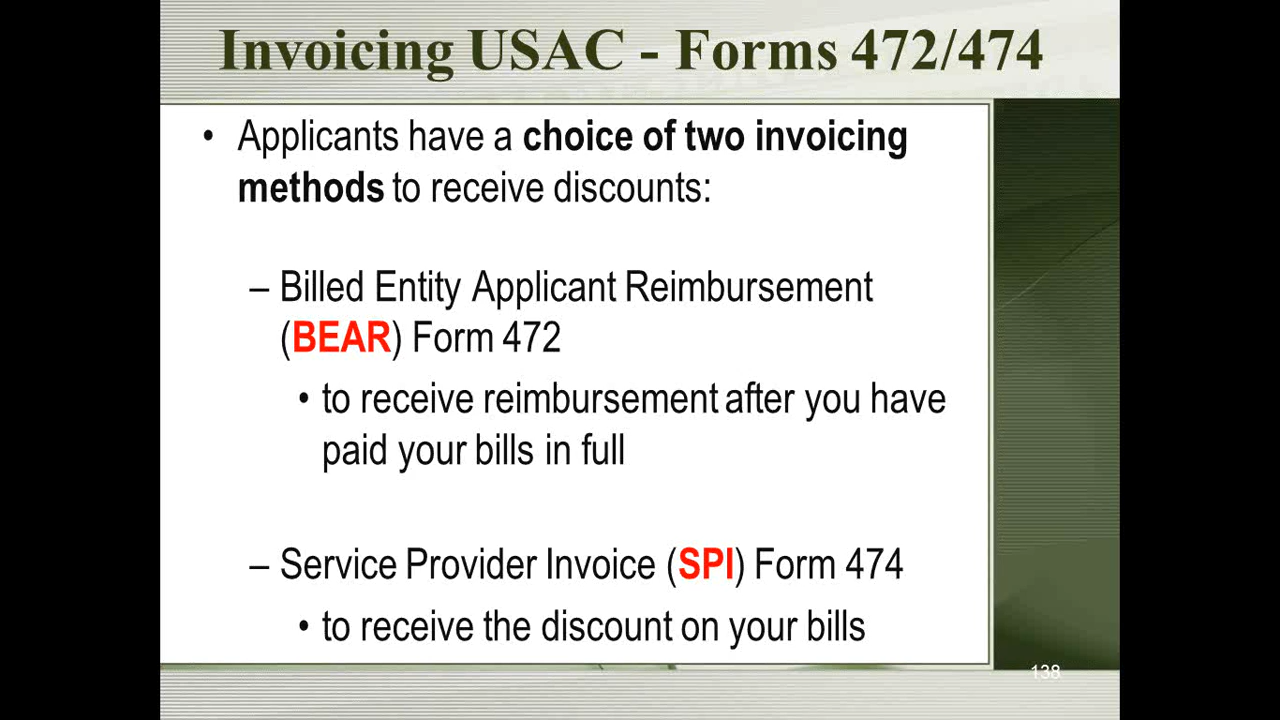 Invoicing USAC - Forms 472/474
• Applicants have a choice of two invoicing
methods to receive discounts:
– Billed Entity Applicant Reimbursement
(BEAR) Form 472
• to receive reimbursement after you have
paid your bills in full
– Service Provider Invoice (SPI) Form 474
• to receive the discount on your bills
138